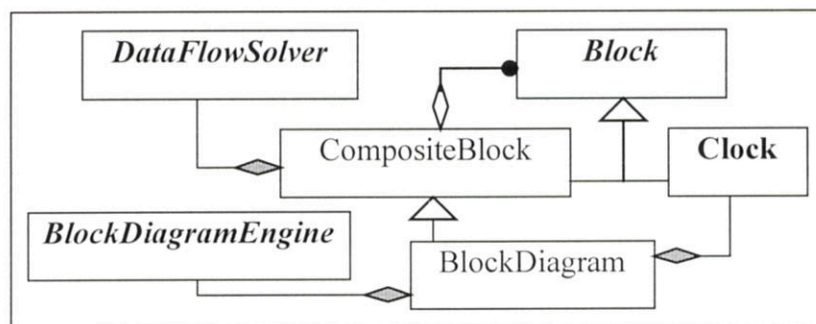 DataFlowSolver
Block
CompositeBlock
Clock
BlockDiagramEngine
BlockDiagram